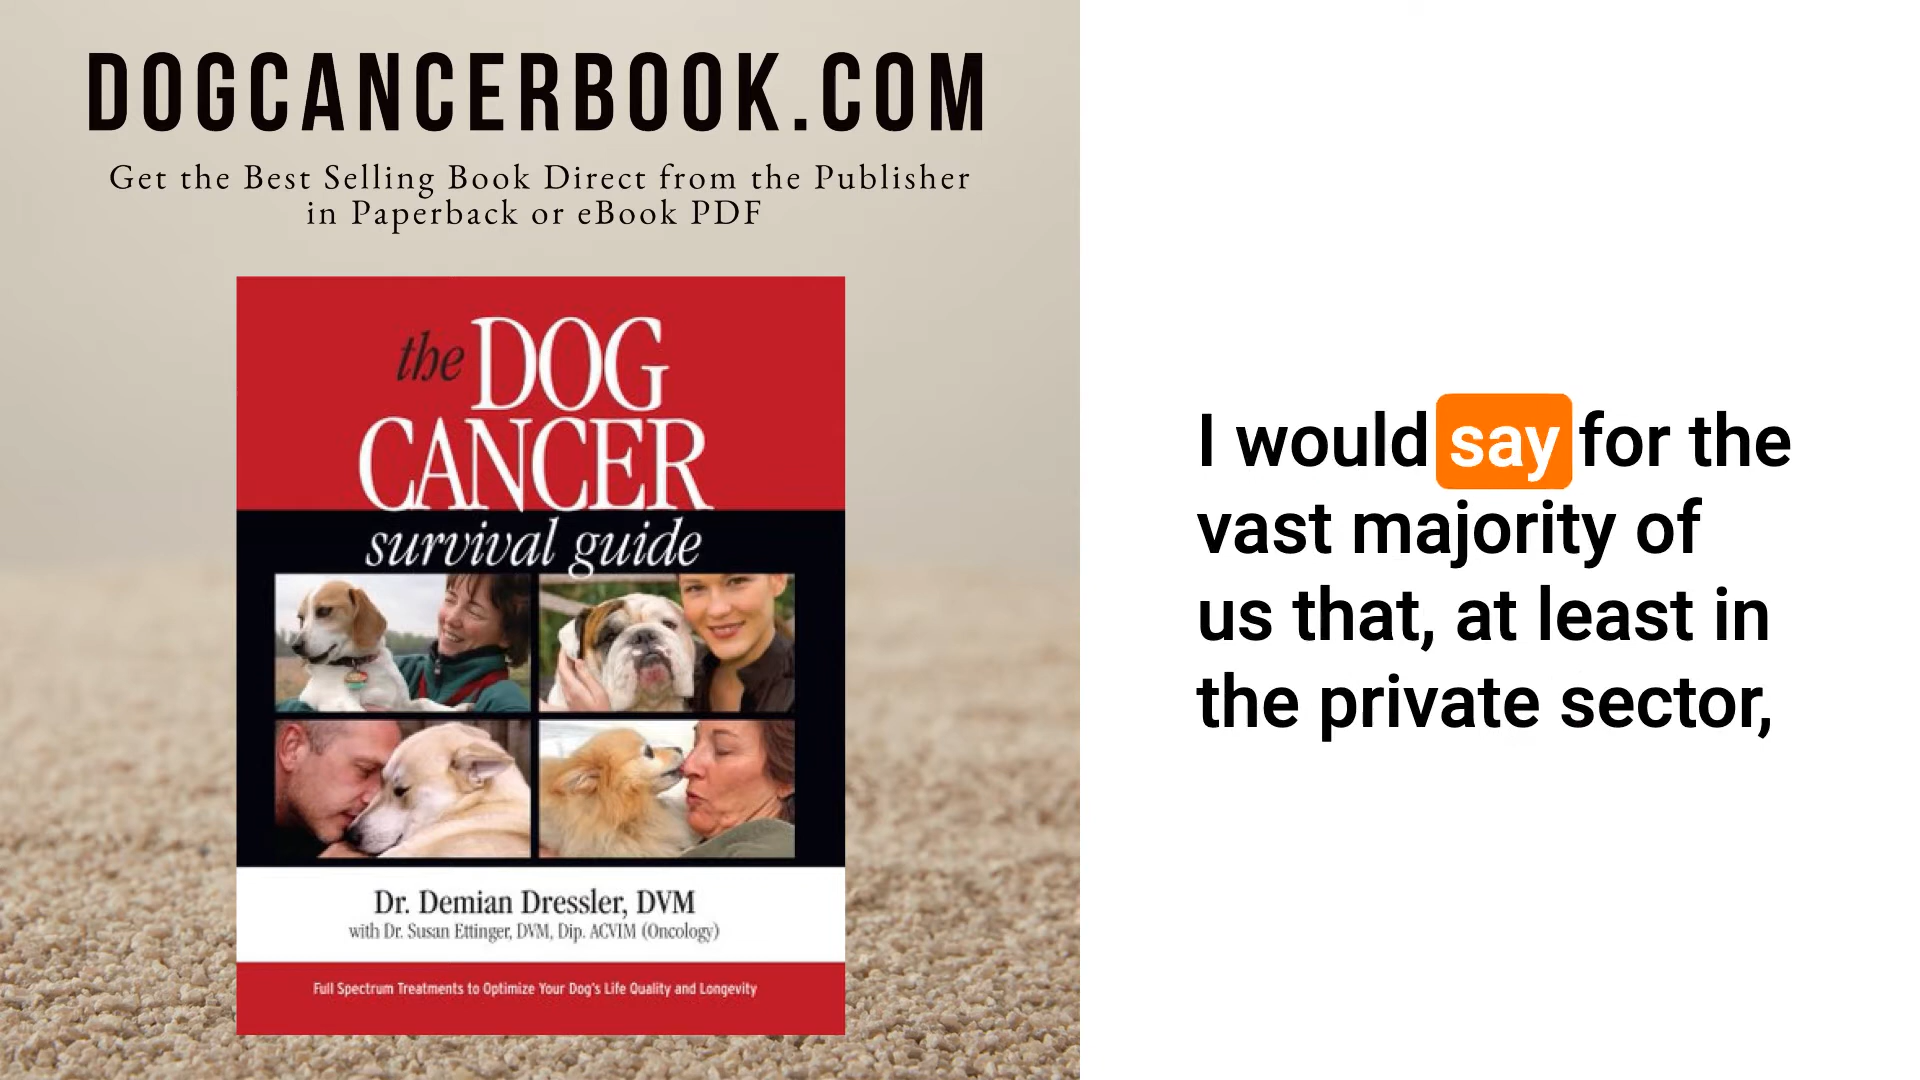 DOGCANCERBOOK.COM
Get the Best Selling Book Direct from the Publisher
in Paperback or eBook PDF
the DOG
CANCER
survival guide
Dr. Demian Dressler, DVM
with Dr. Susan Ettinger, DVM, Dip. ACVIM (Oncology)
Full Spectrum Treatments to Optimize Your Dog's Life Quality and Longevity
I would say for the
vast majority of
us that, at least in
the private sector,